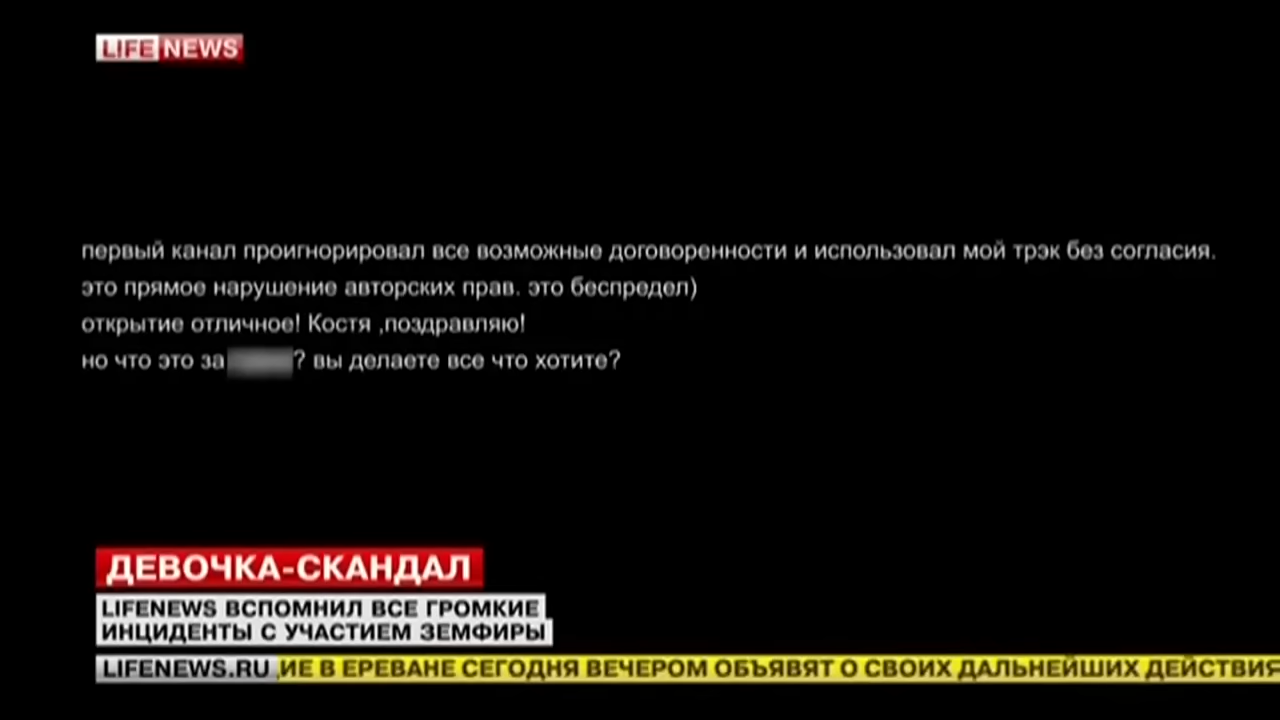 LIFE NEWS
первый канал проигнорировал все возможные договоренности и использовал мой трэк без согласия.
это прямое нарушение авторских прав. это беспредел)
открытие отличное! Костя ,поздравляю!
но что это за ? вы делаете все что хотите?
ДЕВОЧКА-СКАНДАЛ
LIFENEWS ВСПОМНИЛ ВСЕ ГРОМКИЕ
ИНЦИДЕНТЫ С УЧАСТИЕМ ЗЕМФИРЫ
LIFENEWS.RU ИЕ В ЕРЕВАНЕ СЕГОДНЯ ВЕЧЕРОМ ОБЪЯВЯТ О СВОИХ ДАЛЬНЕЙШИХ ДЕЙСТВИЯ